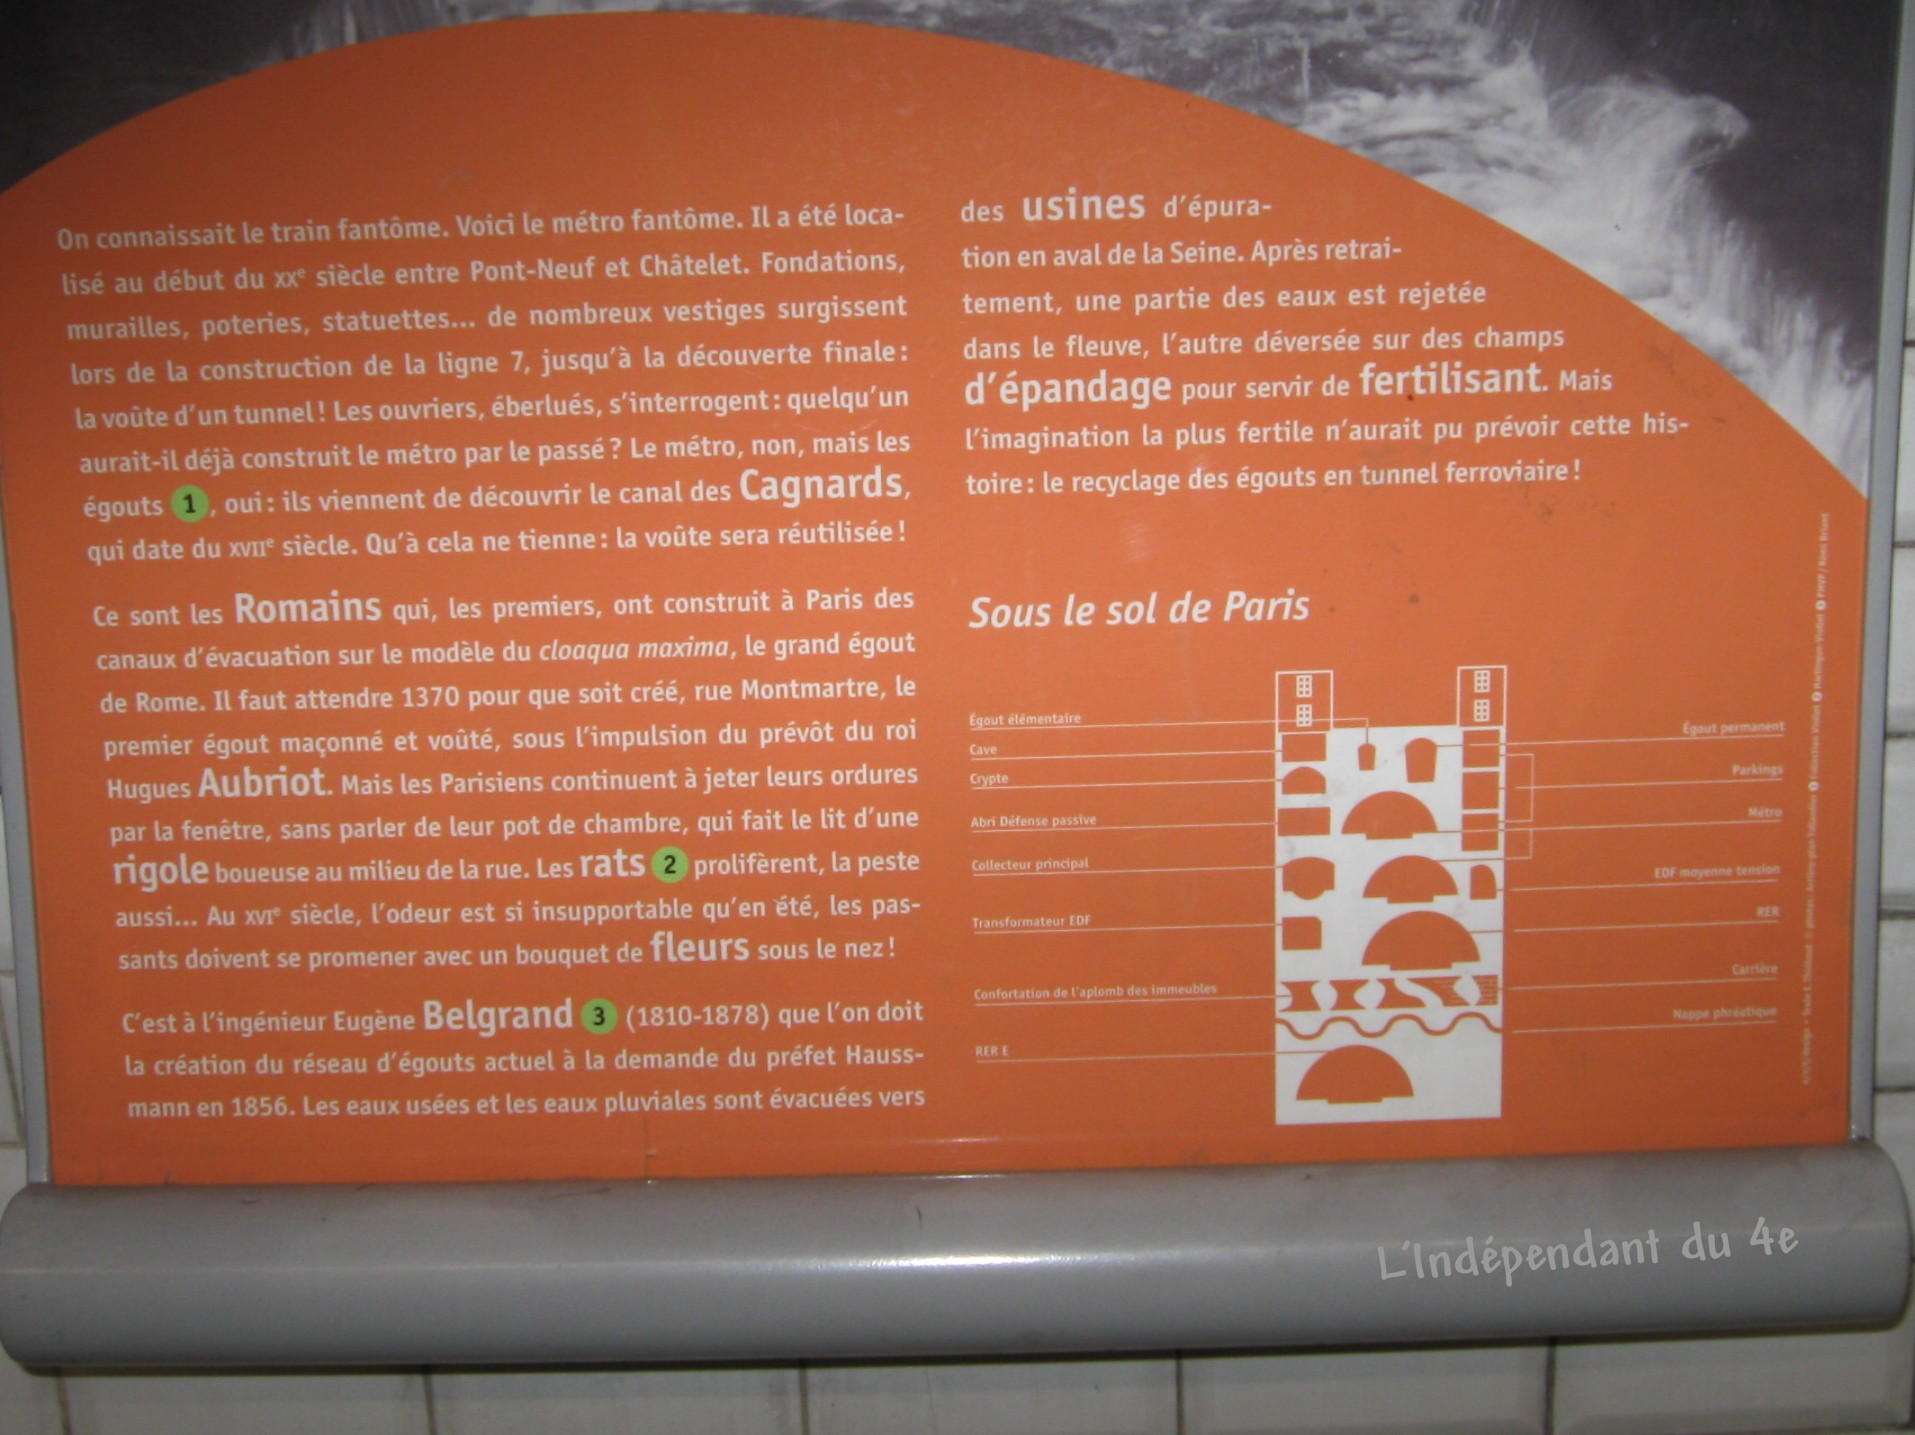 On connaissait le train fantôme. Voici le métro fantôme. Il a été loca-
lisé au début du XXe siècle entre Pont-Neuf et Châtelet. Fondations,
murailles, poteries, statuettes... de nombreux vestiges surgissent
lors de la construction de la ligne 7, jusqu'à la découverte finale :
la voûte d'un tunnel ! Les ouvriers, éberlués, s'interrogent : quelqu'un
aurait-il déjà construit le métro par le passé ? Le métro, non, mais les
égouts 1, oui : ils viennent de découvrir le canal des Cagnards,
qui date du XVIIe siècle. Qu'à cela ne tienne : la voûte sera réutilisée !
Ce sont les Romains qui, les premiers, ont construit à Paris des
canaux d'évacuation sur le modèle du cloaqua maxima, le grand égout
de Rome. Il faut attendre 1370 pour que soit créé, rue Montmartre, le
premier égout maçonné et voûté, sous l'impulsion du prévôt du roi
Hugues Aubriot. Mais les Parisiens continuent à jeter leurs ordures
par la fenêtre, sans parler de leur pot de chambre, qui fait le lit d'une
rigole boueuse au milieu de la rue. Les rats 2 prolifèrent, la peste
aussi... Au XVIe siècle, l'odeur est si insupportable qu'en été, les pas-
sants doivent se promener avec un bouquet de fleurs sous le nez !
C'est à l'ingénieur Eugène Belgrand 3 (1810-1878) que l'on doit
la création du réseau d'égouts actuel à la demande du préfet Hauss-
mann en 1856. Les eaux usées et les eaux pluviales sont évacuées vers
des usines d'épura-
tion en aval de la Seine. Après retrai-
tement, une partie des eaux est rejetée
dans le fleuve, l'autre déversée sur des champs
d'épandage pour servir de fertilisant. Mais
l'imagination la plus fertile n'aurait pu prévoir cette his-
toire : le recyclage des égouts en tunnel ferroviaire !
Sous le sol de Paris
Égout élémentaire
Cave
Crypte
Abri Défense passive
Collecteur principal
Transformateur EDF
Confortation de l'aplomb des immeubles
RER E
Égout permanent
Parkings
Métro
EDF moyenne tension
RER
Carrière
Nappe phréatique
L'Indépendant du 4e